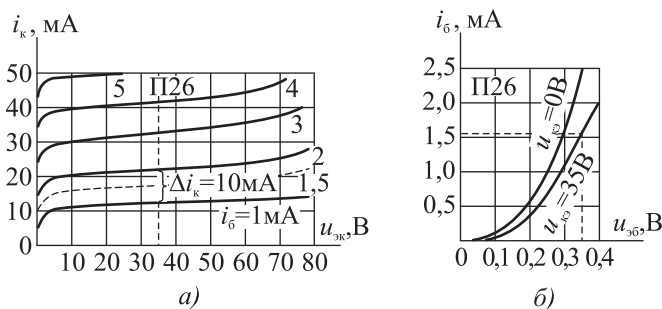 iк, мА
50
40
30
20
10
0
П26
5
4
3
2
1,5
Δiк=10мА
iб=1мА
10 20 30 40 50 60 70 80
uэк,В
а)
iб, мА
2,5
2,0
1,5
1,0
0,5
П26
uкэ=0В
uкэ=35В
0 0,1 0,2 0,3 0,4
uэб,В
б)